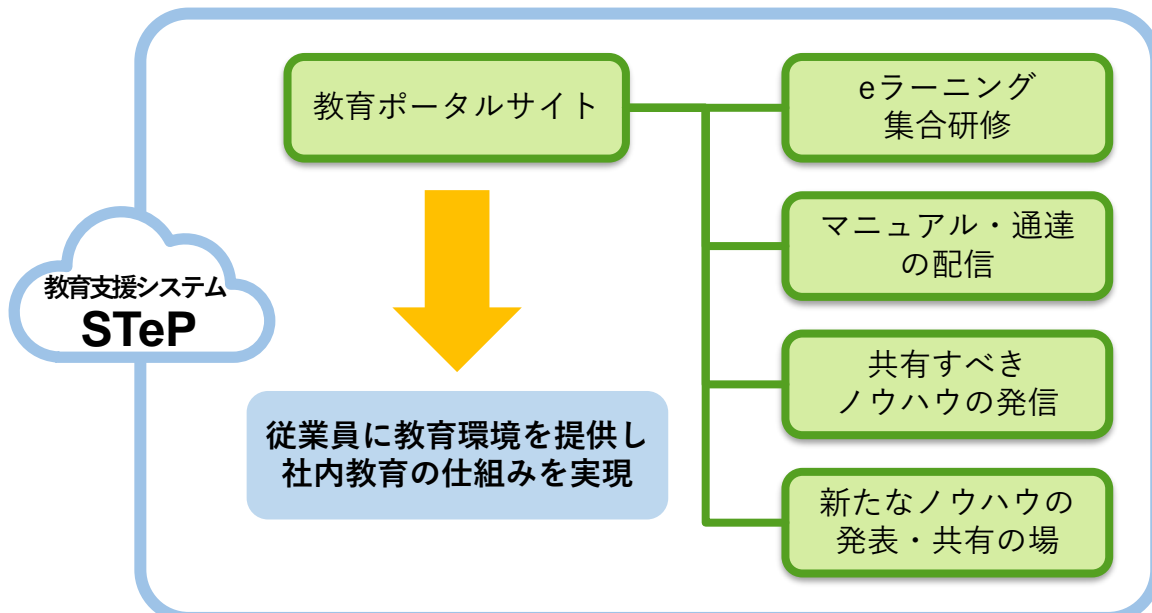 教育支援システム
STeP
教育ポータルサイト
eラーニング
集合研修
マニュアル・通達
の配信
共有すべき
ノウハウの発信
新たなノウハウの
発表・共有の場
従業員に教育環境を提供し
社内教育の仕組みを実現